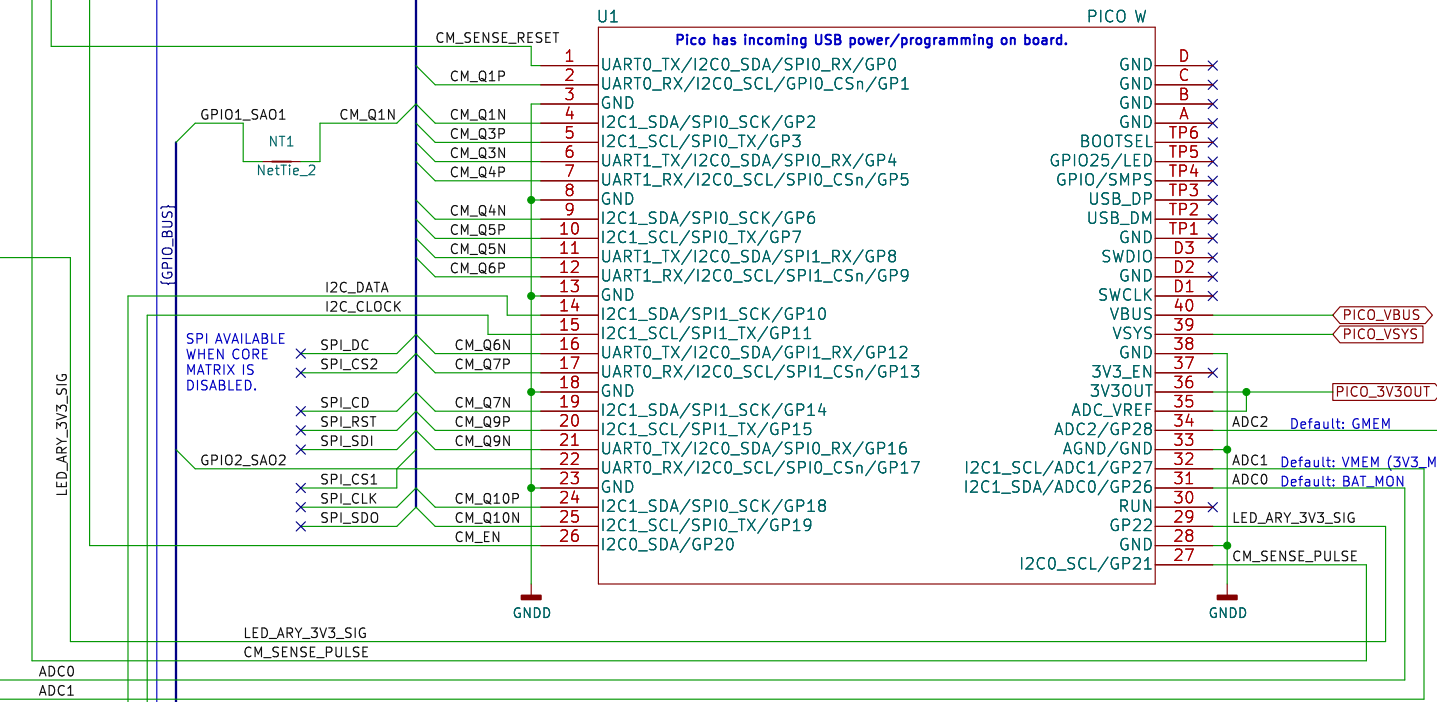 U1
PICO W
Pico has incoming USB power/programming on board.
CM_SENSE_RESET
1
UART0_TX/I2C0_SDA/SPI0_RX/GP0
GND
D
CM_Q1P
2
UART0_RX/I2C0_SCL/GPI0_CSn/GP1
GND
C
3
GND
GND
B
GPIO1_SAO1
CM_Q1N
CM_Q1N
4
I2C1_SDA/SPI0_SCK/GP2
GND
A
NT1
NetTie_2
CM_Q3P
5
I2C1_SCL/SPI0_TX/GP3
BOOTSEL
TP6
CM_Q3N
6
UART1_TX/I2C0_SDA/SPI0_RX/GP4
GPIO25/LED
TP5
CM_Q4P
7
UART1_RX/I2C0_SCL/SPI0_CSn/GP5
GPIO/SMPS
TP4
8
GND
USB_DP
TP3
CM_Q4N
9
I2C1_SDA/SPI0_SCK/GP6
USB_DM
TP2
CM_Q5P
10
I2C1_SCL/SPI0_TX/GP7
GND
TP1
CM_Q5N
11
UART1_TX/I2C0_SDA/SPI1_RX/GP8
SWDIO
D3
CM_Q6P
12
UART1_RX/I2C0_SCL/SPI1_CSn/GP9
GND
D2
{GPIO_BUS}
I2C_DATA
13
GND
SWCLK
D1
I2C_CLOCK
14
I2C1_SDA/SPI1_SCK/GP10
VBUS
40
PICO_VBUS
15
I2C1_SCL/SPI1_TX/GP11
VSYS
39
PICO_VSYS
SPI AVAILABLE
WHEN CORE
MATRIX IS
DISABLED.
SPI_DC
CM_Q6N
16
UART0_TX/I2C0_SDA/SPI1_RX/GP12
GND
38
SPI_CS2
CM_Q7P
17
UART0_RX/I2C0_SCL/SPI1_CSn/GP13
3V3_EN
37
18
GND
3V3OUT
36
PICO_3V3OUT
SPI_CD
CM_Q7N
19
I2C1_SDA/SPI1_SCK/GP14
ADC_VREF
35
SPI_RST
CM_Q9P
20
I2C1_SCL/SPI1_TX/GP15
ADC2/GP28
34
ADC2
Default: GMEM
SPI_SDI
CM_Q9N
21
UART0_TX/I2C0_SDA/SPI0_RX/GP16
AGND/GND
33
GPIO2_SAO2
22
UART0_RX/I2C0_SCL/SPI0_CSn/GP17
I2C1_SCL/ADC1/GP27
32
ADC1
Default: VMEM (3V3_M
SPI_CS1
23
GND
I2C1_SDA/ADC0/GP26
31
ADC0
Default: BAT_MON
SPI_CLK
CM_Q10P
24
I2C1_SDA/SPI0_SCK/GP18
RUN
30
SPI_SDO
CM_Q10N
25
I2C1_SCL/SPI0_TX/GP19
GP22
29
LED_ARY_3V3_SIG
CM_EN
26
I2C0_SDA/GP20
GND
28
I2C0_SCL/GP21
27
CM_SENSE_PULSE
LED_ARY_3V3_SIG
GNDD
GNDD
LED_ARY_3V3_SIG
CM_SENSE_PULSE
ADC0
ADC1